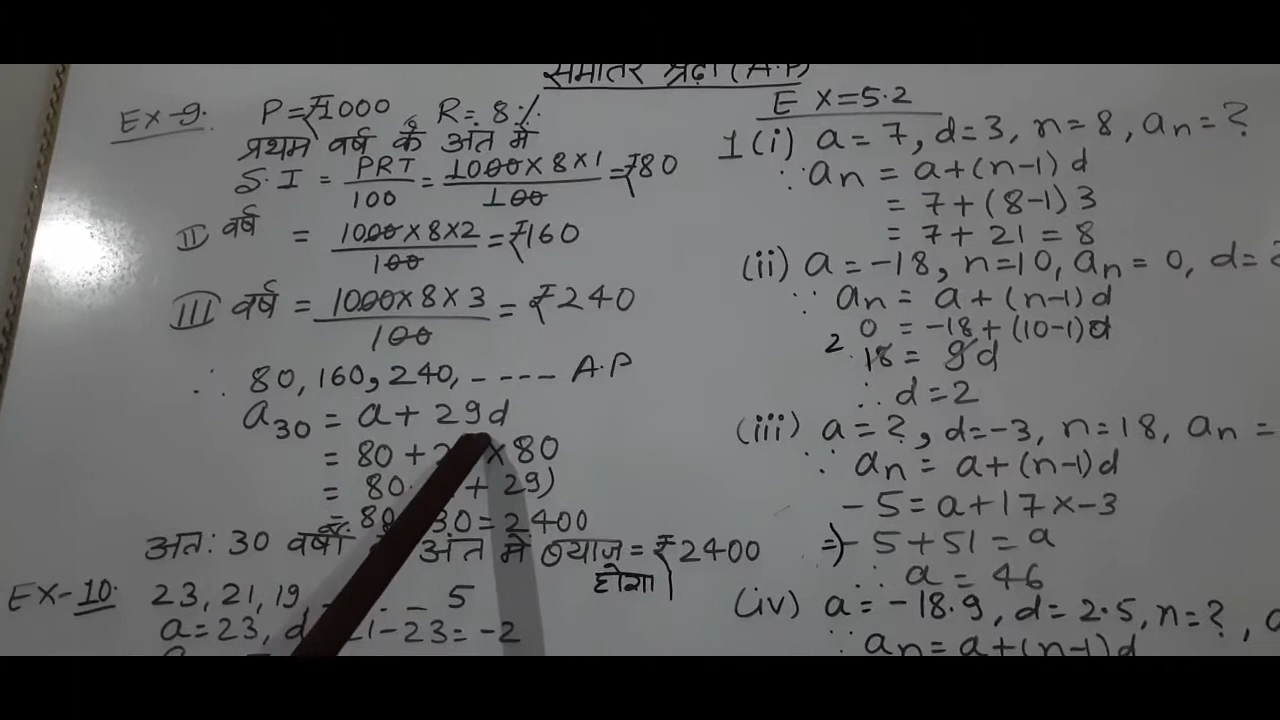 समांतर श्रेढ़ी (A.P)
EX-9. P=₹1000, R= 8%.
प्रथम वर्ष के अंत में
S.I = PRT/100 = 1000×8×1/100 = ₹80
II वर्ष = 1000×8×2/100 = ₹160
III वर्ष = 1000×8×3/100 = ₹240
∴ 80, 160, 240, ---- A.P
a30 = a + 29d
= 80 + 2 × 80
= 80 + 29)
= 80 30 = 2400
अतः 30 वर्षों अंत में ब्याज = ₹2400
होगा
EX-10. 23, 21, 19, _ . _ _ 5
a=23, d 21-23 = -2
Ex=5.2
1(i) a = 7, d=3, n=8, an=?
∵ an = a+(n-1)d
= 7+(8-1)3
= 7+21 = 8
(ii) a=-18, n=10, an=0, d=?
∵ an = a+(n-1)d
0 = -18+(10-1)d
2 18 = 9d
∴ d=2
(iii) a=?, d=-3, n=18, an =
∵ an = a+(n-1)d
-5 = a+17×-3
⇒ -5+51 = a
∴ a = 46
(iv) a=-18.9, d=2.5, n=?,
∵ an = a+(n-1)d